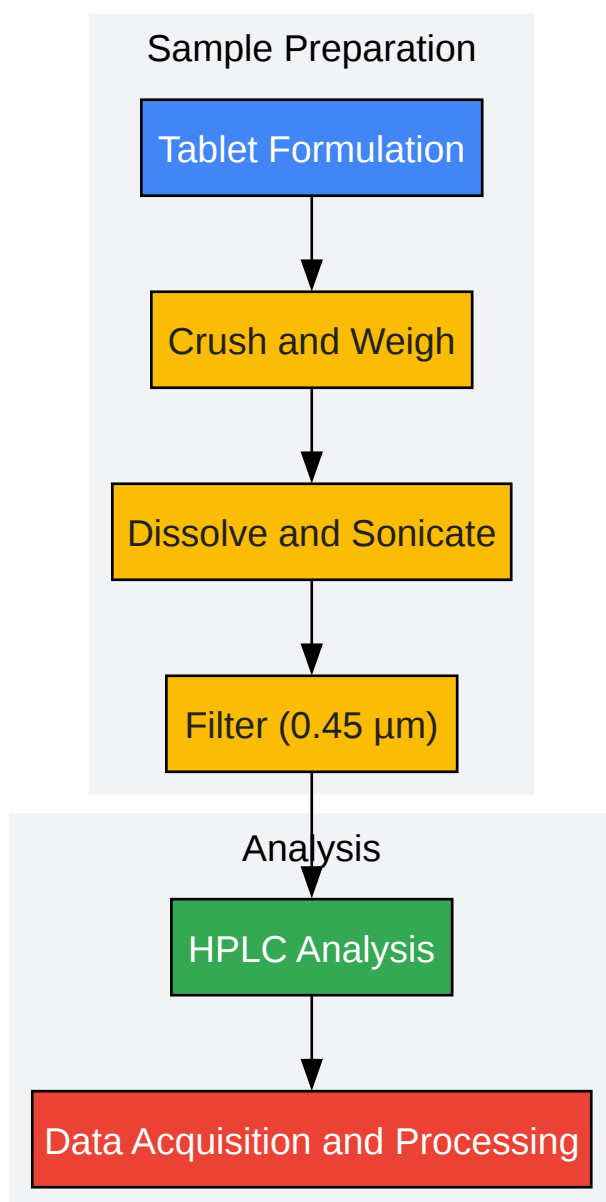 Sample Preparation
Tablet Formulation
Crush and Weigh
Dissolve and Sonicate
Filter (0.45 µm)
Analysis
HPLC Analysis
Data Acquisition and Processing